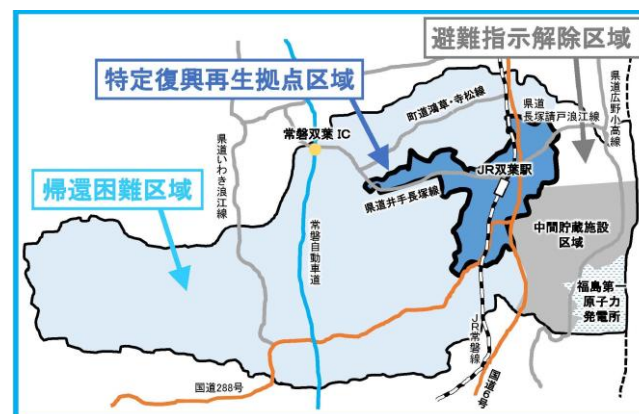 避難指示解除区域
特定復興再生拠点区域
町道鴻草・寺松線
県道
長塚請戸浪江線
県道広野小高線
常磐双葉 IC
県道いわき浪江線
JR双葉駅
県道井手長塚線
帰還困難区域
常磐自動車道
中間貯蔵施設
区域
福島第一
原子力
発電所
JR常磐線
国道6号
国道288号